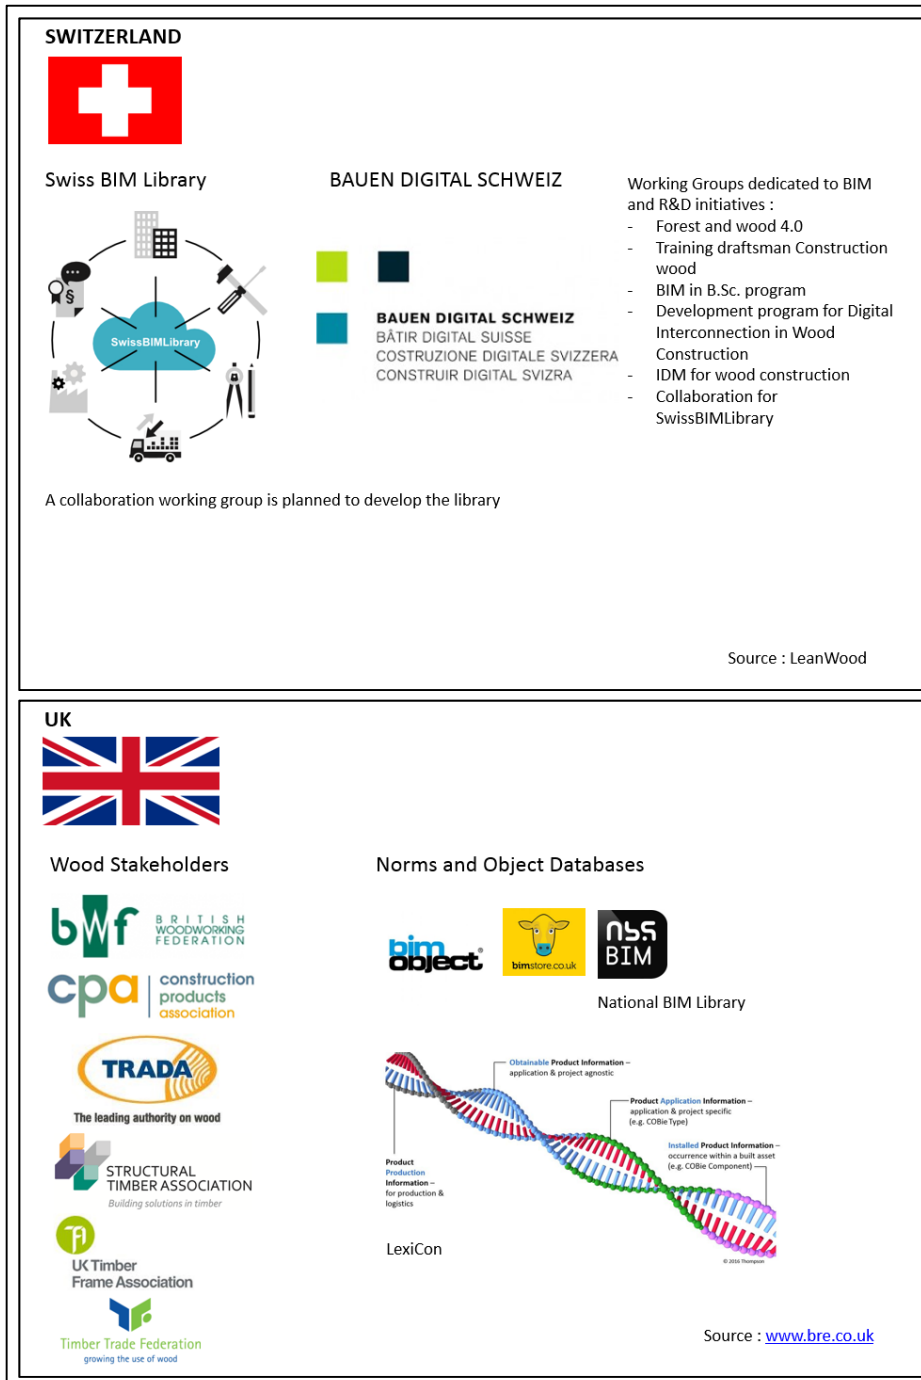 SWITZERLAND
Swiss BIM Library
SwissBIMLibrary
§
BAUEN DIGITAL SCHWEIZ
BAUEN DIGITAL SCHWEIZ
BÂTIR DIGITAL SUISSE
COSTRUZIONE DIGITALE SVIZZERA
CONSTRUIR DIGITAL SVIZRA
Working Groups dedicated to BIM
and R&D initiatives :
- Forest and wood 4.0
- Training draftsman Construction
wood
- BIM in B.Sc. program
- Development program for Digital
Interconnection in Wood
Construction
- IDM for wood construction
- Collaboration for
SwissBIMLibrary
A collaboration working group is planned to develop the library
Source : LeanWood
UK
Wood Stakeholders
bwf
BRITISH
WOODWORKING
FEDERATION
cpa
construction
products
association
TRADA
The leading authority on wood
STRUCTURAL
TIMBER ASSOCIATION
Building solutions in timber
UK Timber
Frame Association
Timber Trade Federation
growing the use of wood
Norms and Object Databases
bim
object®
bimstore.co.uk
nbs
BIM
National BIM Library
Obtainable Product Information –
application & project agnostic
Product Application Information –
application & project specific
(e.g. COBie Type)
Installed Product Information –
occurrence within a built asset
(e.g. COBie Component)
Product
Production
Information –
for production &
logistics
© 2016 Thompson
LexiCon
Source : www.bre.co.uk